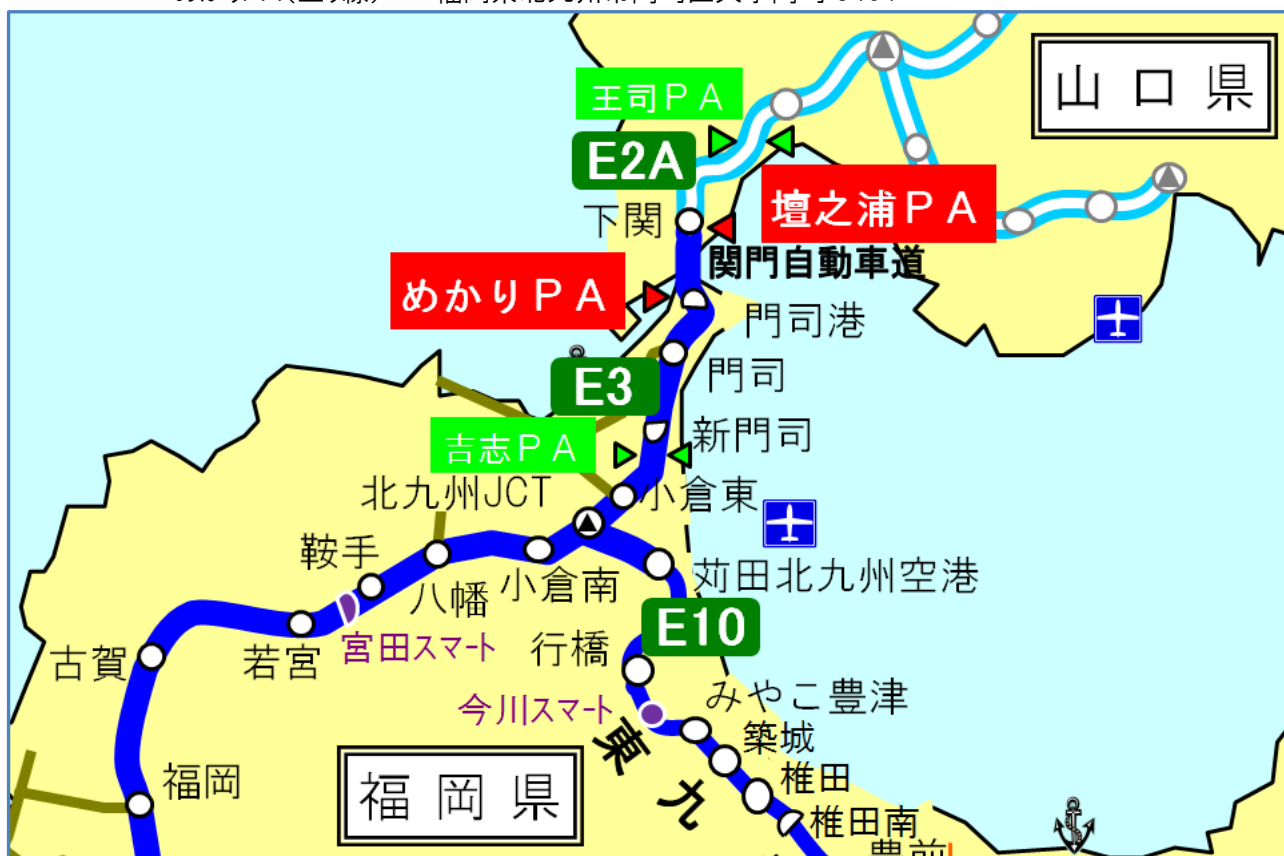 山口県
王司ＰＡ
E2A
壇之浦ＰＡ
下関
関門自動車道
めかりＰＡ
門司港
門司
E3
新門司
吉志ＰＡ
北九州JCT
小倉東
鞍手
八幡
小倉南
苅田北九州空港
E10
古賀
若宮
宮田スマート
行橋
今川スマート
みやこ豊津
東九
築城
福岡
福岡県
椎田
椎田南
豊前